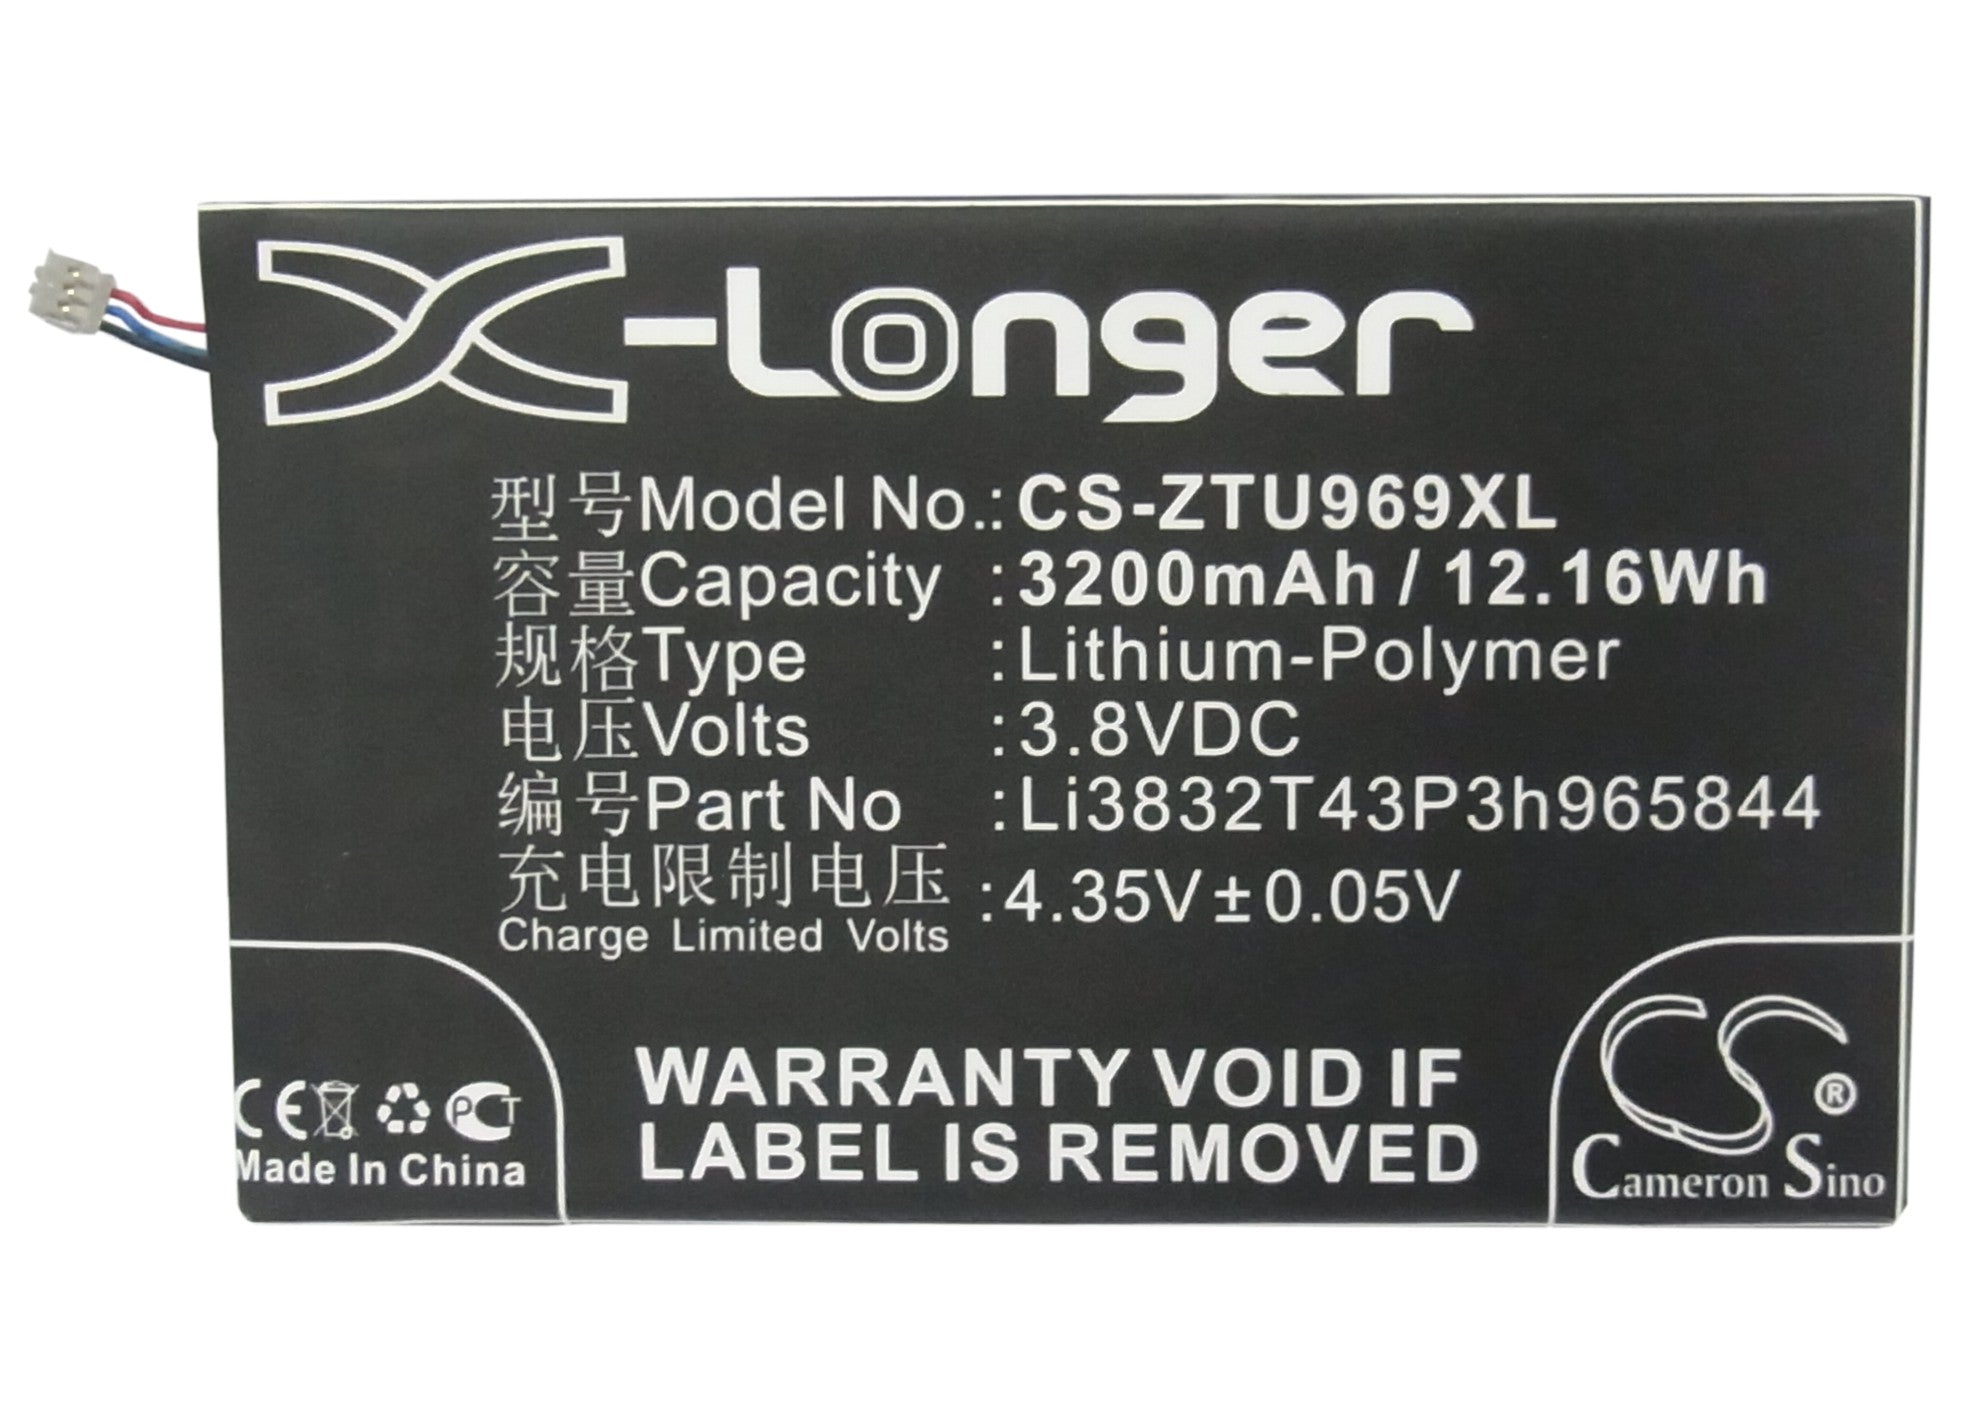 X-Longer
型号Model No.:CS-ZTU969XL
容量Capacity :3200mAh / 12.16Wh
规格Type :Lithium-Polymer
电压Volts :3.8VDC
编号Part No :Li3832T43P3h965844
充电限制电压 :4.35V±0.05V
Charge Limited Volts
WARRANTY VOID IF
LABEL IS REMOVED
CE PCT
Made In China
CS ®
Cameron Sino